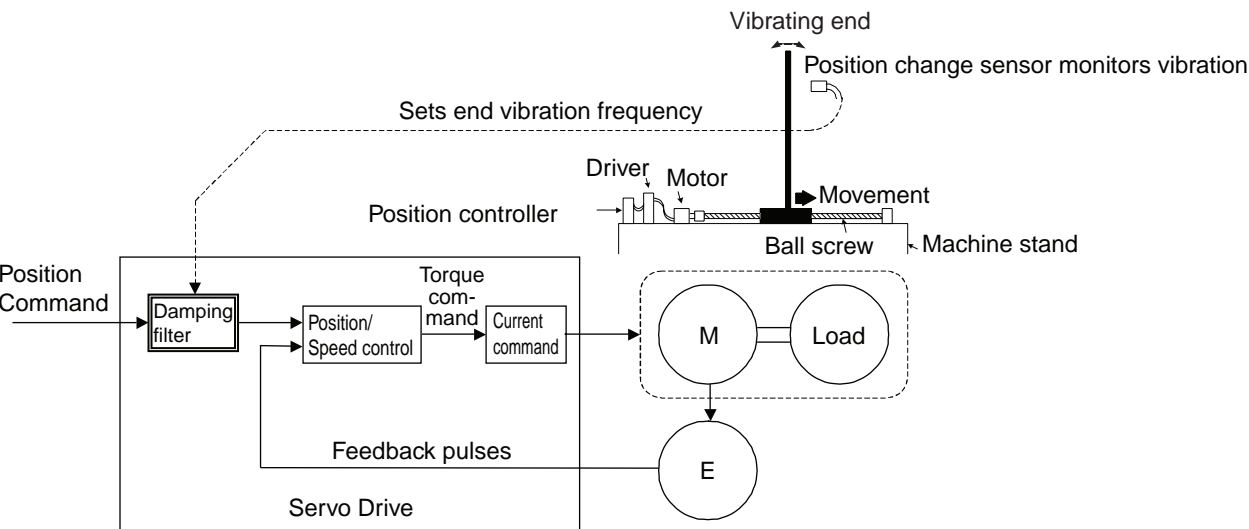 Vibrating end
Position change sensor monitors vibration
Sets end vibration frequency
Driver
Motor
Movement
Position controller
Ball screw
Machine stand
Position
Command
Damping
filter
Position/
Speed control
Torque
com-
mand
Current
command
M
Load
Feedback pulses
E
Servo Drive